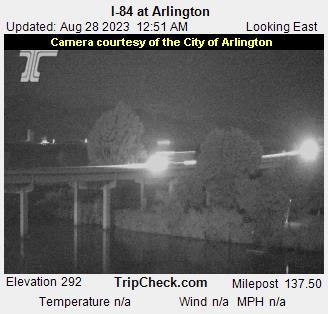 I-84 at Arlington
Updated: Aug 28 2023 12:51 AM Looking East
Camera courtesy of the City of Arlington
Elevation 292 TripCheck.com Milepost 137.50
Temperature n/a Wind n/a MPH n/a